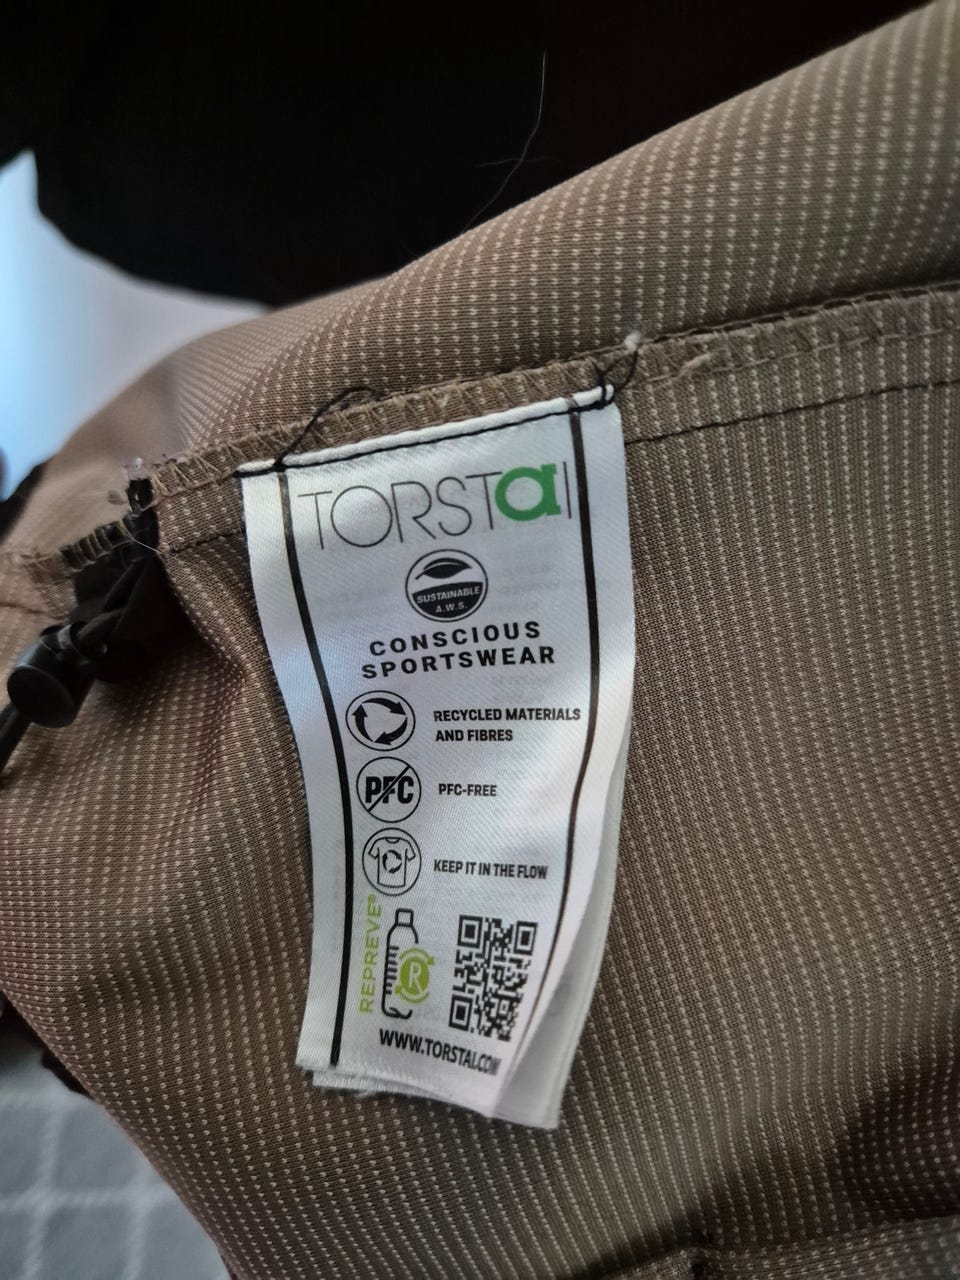 TORSTAI
SUSTAINABLE
A.W.S.
CONSCIOUS
SPORTSWEAR
RECYCLED MATERIALS
AND FIBRES
PFC
PFC-FREE
KEEP IT IN THE FLOW
REPREVE®
R
WWW.TORSTAI.COM